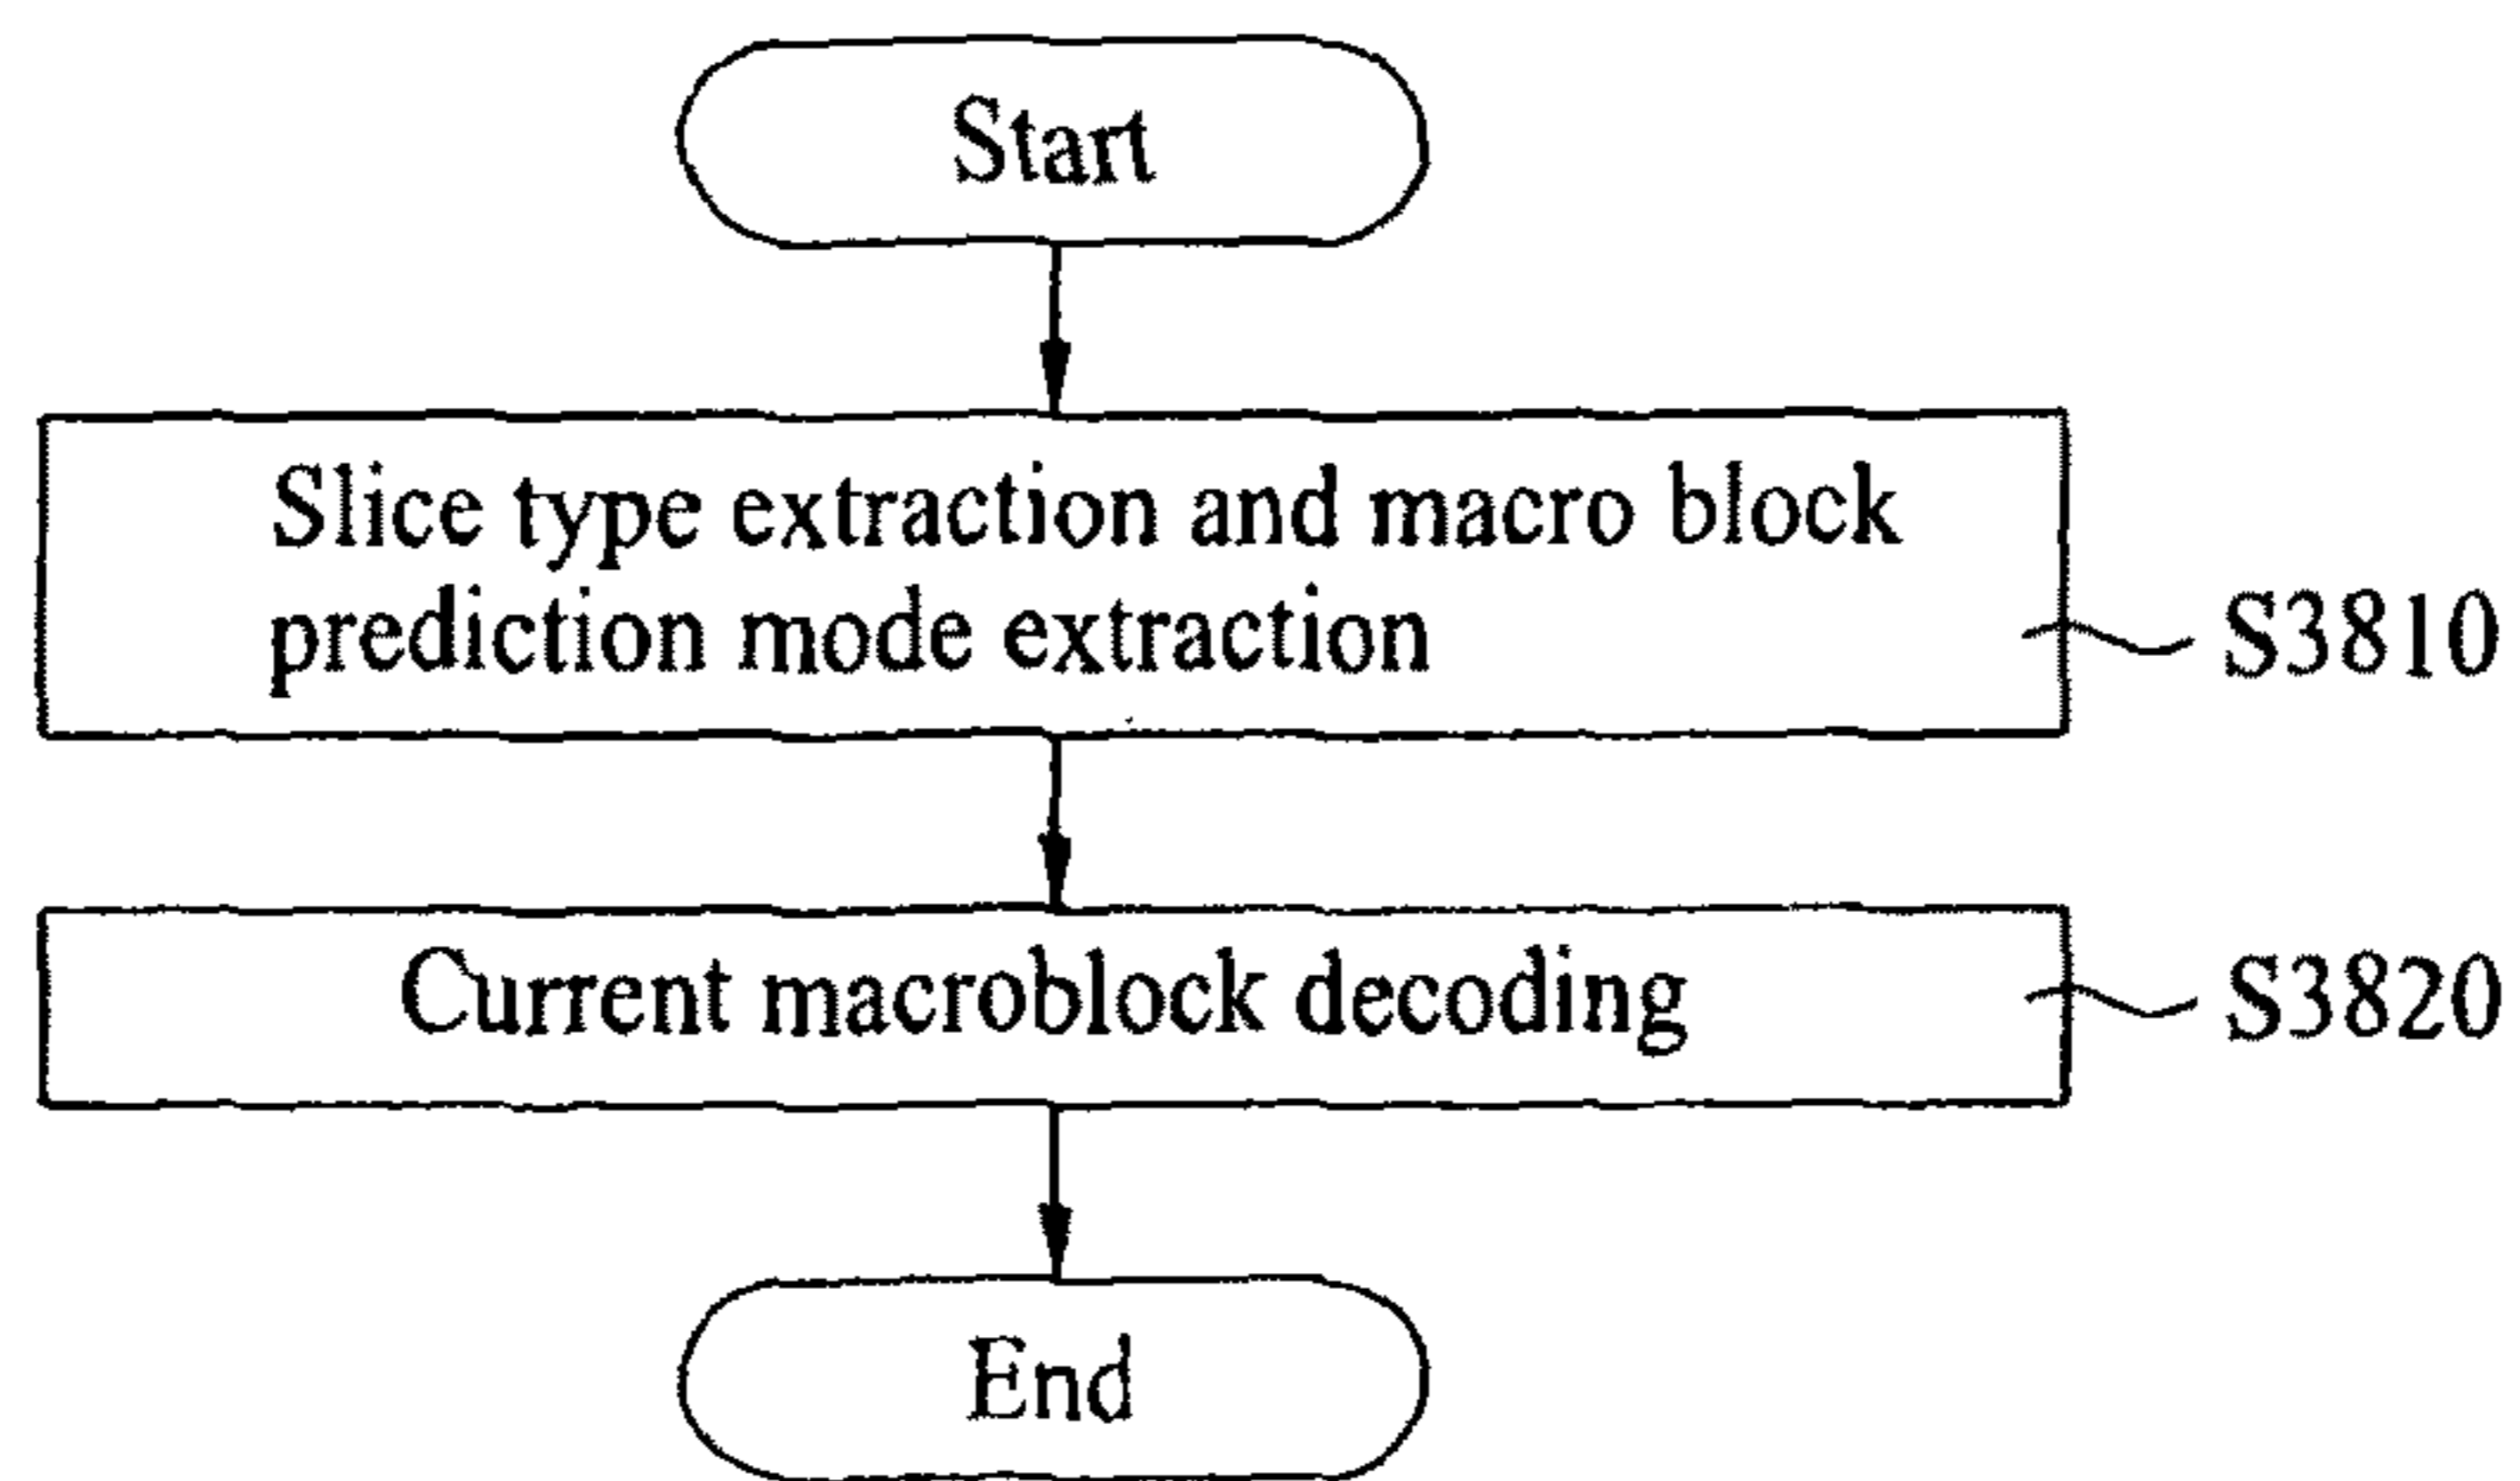 Start
Slice type extraction and macro block
prediction mode extraction
S3810
Current macroblock decoding
S3820
End